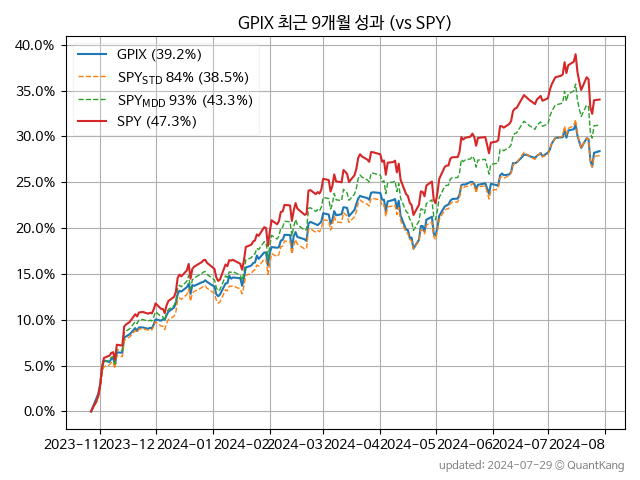 GPIX 최근 9개월 성과 (vs SPY)
40.0%
35.0%
30.0%
25.0%
20.0%
15.0%
10.0%
5.0%
0.0%
GPIX (39.2%)
SPYSTD 84% (38.5%)
SPYMDD 93% (43.3%)
SPY (47.3%)
2023-11 2023-12 2024-01 2024-02 2024-03 2024-04 2024-05 2024-06 2024-07 2024-08
updated: 2024-07-29 © QuantKang